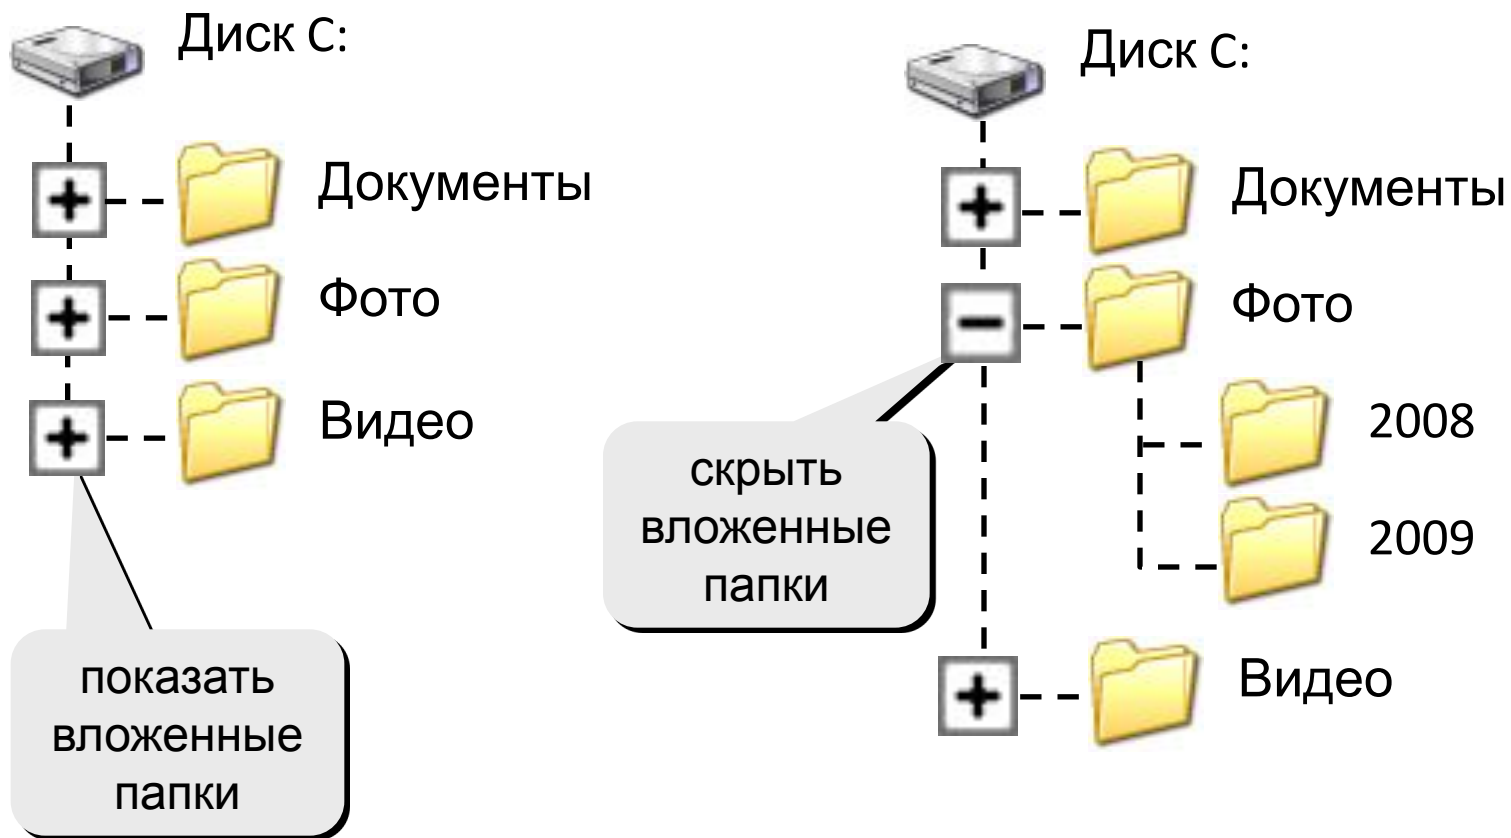 Диск C:
Документы
Фото
Видео
показать
вложенные
папки
Диск C:
Документы
Фото
2008
2009
скрыть
вложенные
папки
Видео